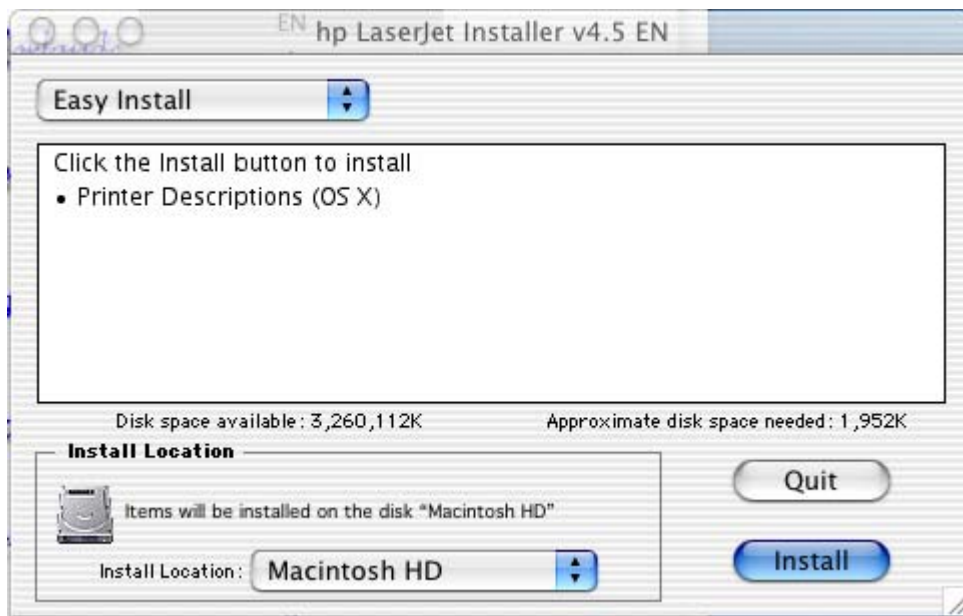 EN hp LaserJet Installer v4.5 EN
Easy Install
Click the Install button to install
• Printer Descriptions (OS X)
Disk space available: 3,260,112K
Approximate disk space needed: 1,952K
Install Location
Items will be installed on the disk “Macintosh HD”
Install Location: Macintosh HD
Quit
Install